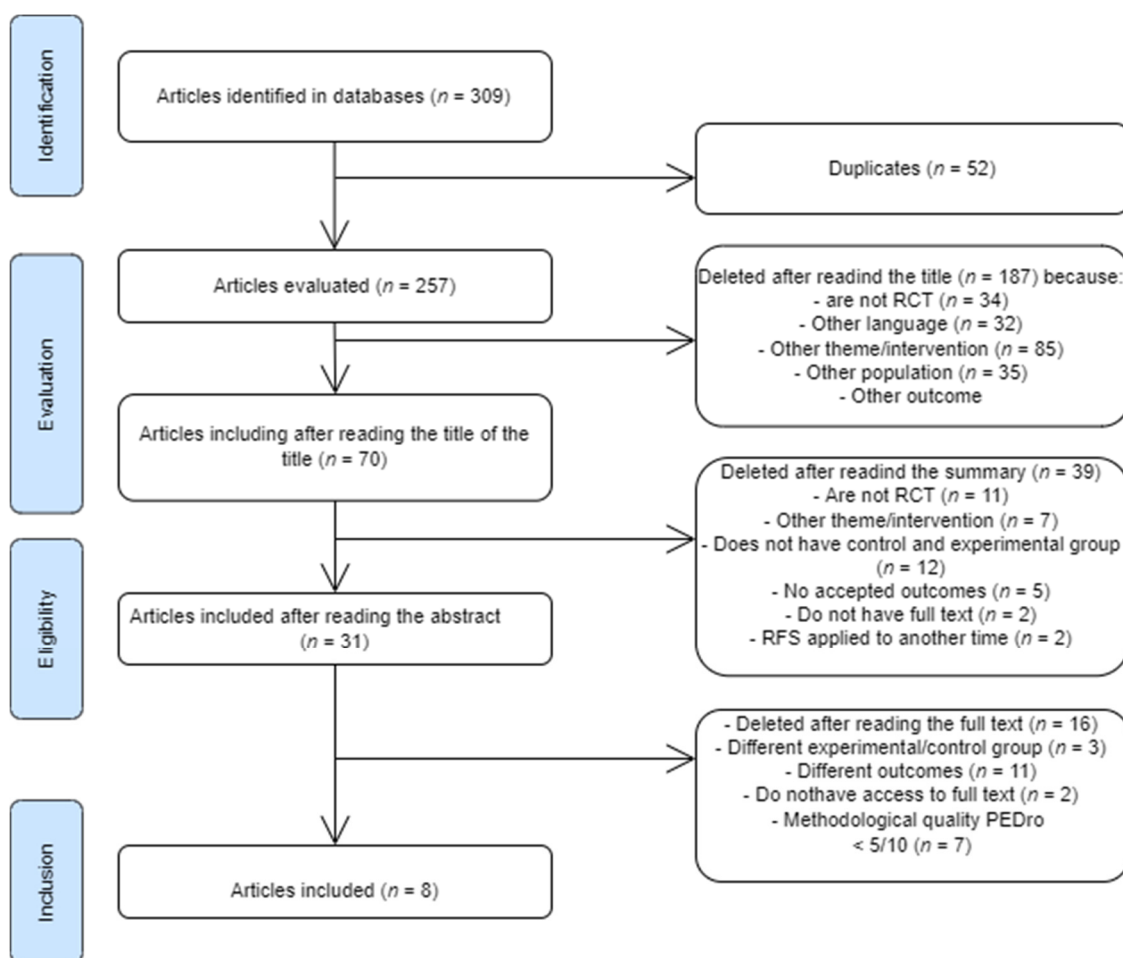 Identification
Articles identified in databases (n = 309)
Duplicates (n = 52)
Evaluation
Articles evaluated (n = 257)
Deleted after readind the title (n = 187) because:
- are not RCT (n = 34)
- Other language (n = 32)
- Other theme/intervention (n = 85)
- Other population (n = 35)
- Other outcome
Articles including after reading the title of the
title (n = 70)
Deleted after readind the summary (n = 39)
- Are not RCT (n = 11)
- Other theme/intervention (n = 7)
- Does not have control and experimental group
(n = 12)
- No accepted outcomes (n = 5)
- Do not have full text (n = 2)
- RFS applied to another time (n = 2)
Eligibility
Articles included after reading the abstract
(n = 31)
- Deleted after reading the full text (n = 16)
- Different experimental/control group (n = 3)
- Different outcomes (n = 11)
- Do nothave access to full text (n = 2)
- Methodological quality PEDro
< 5/10 (n = 7)
Inclusion
Articles included (n = 8)